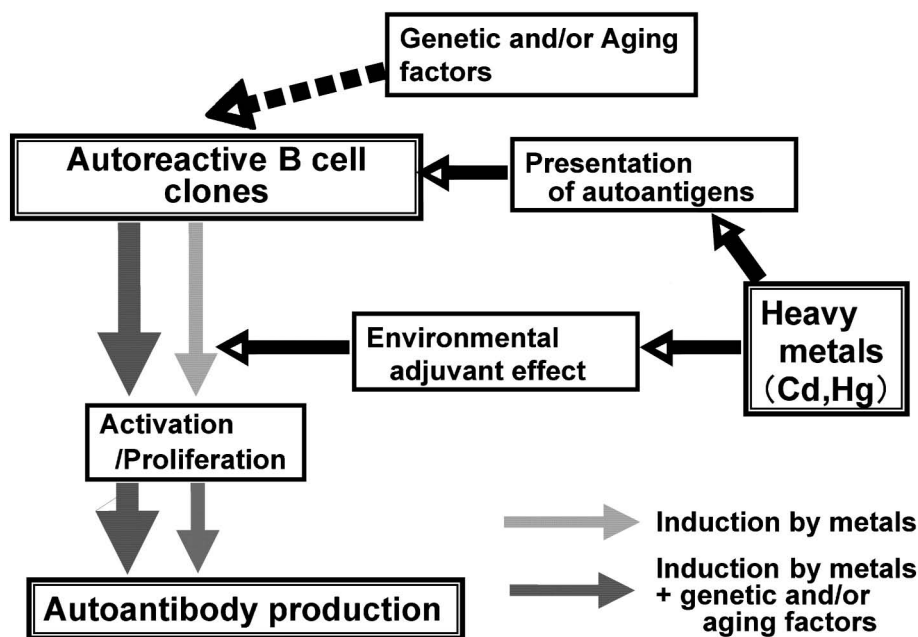 Genetic and/or Aging
factors
Autoreactive B cell
clones
Presentation
of autoantigens
Heavy
metals
(Cd,Hg)
Environmental
adjuvant effect
Activation
/Proliferation
Autoantibody production
Induction by metals
Induction by metals
+ genetic and/or
aging factors